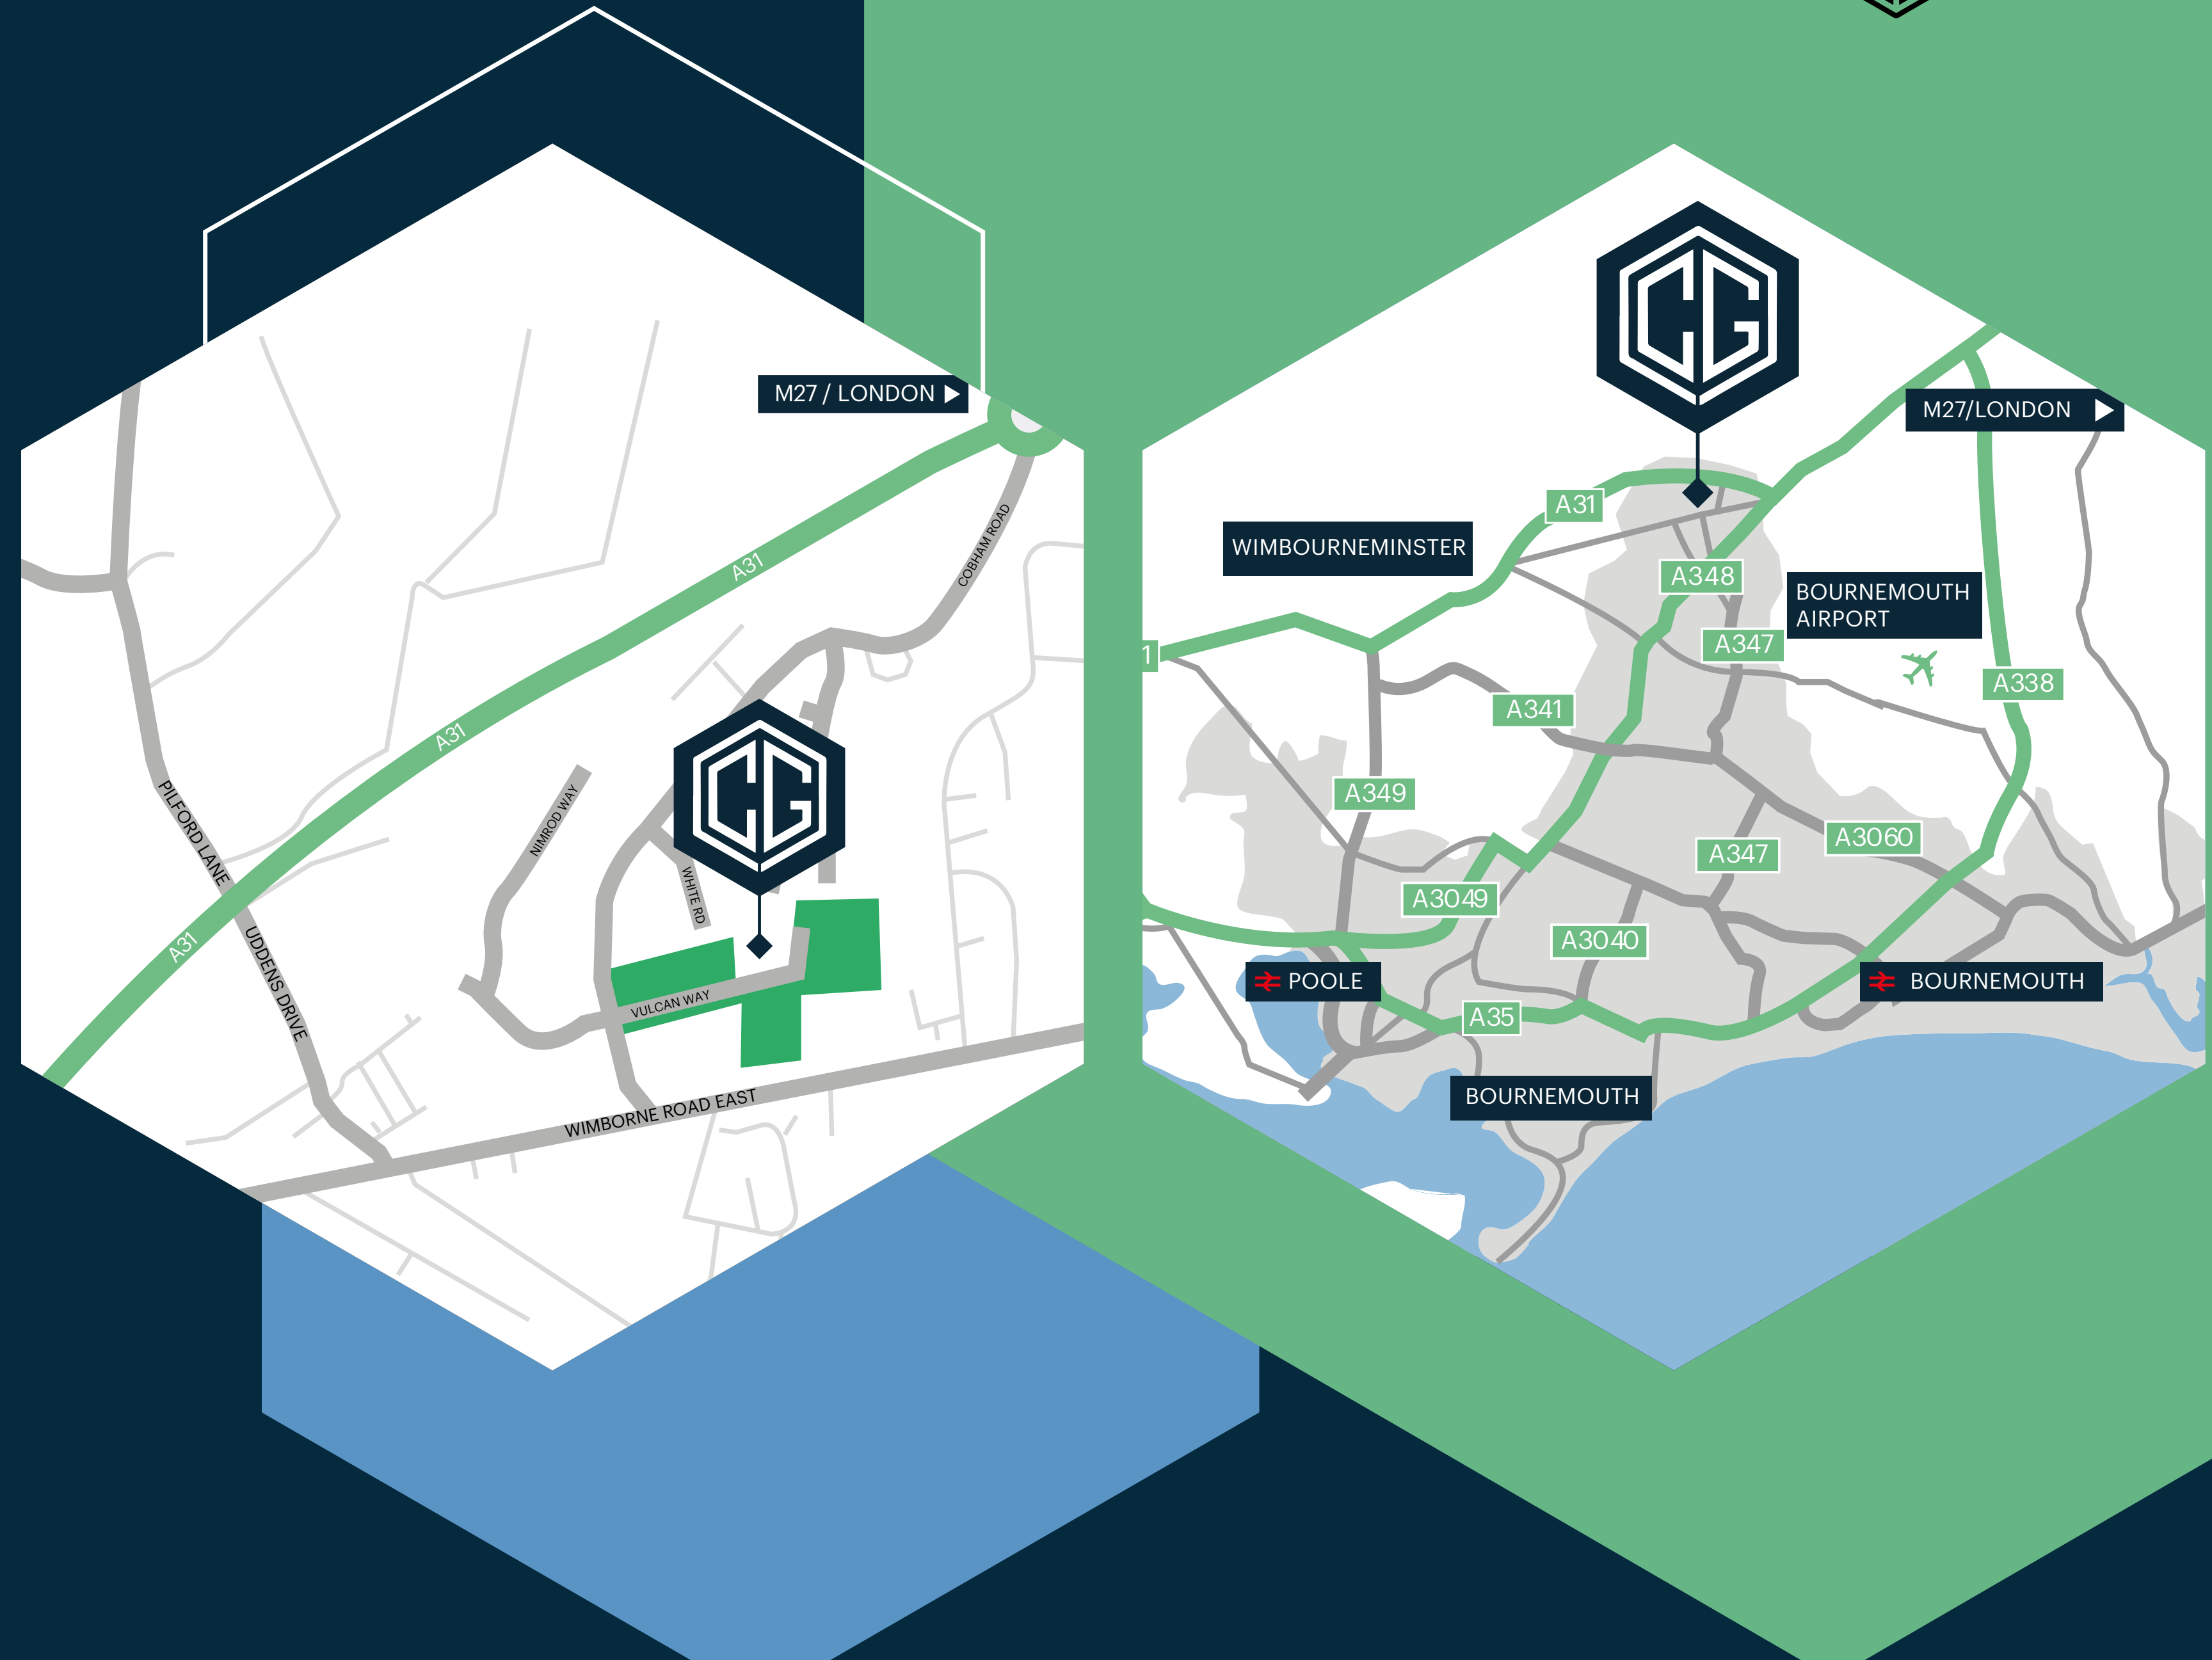 M27 / LONDON
A31
COBHAM ROAD
A31
CG
NIMROD WAY
PILFORD LANE
WHITE RD
A31
UDDENS DRIVE
VULCAN WAY
WIMBORNE ROAD EAST
CG
M27/LONDON
A31
WIMBOURNEMINSTER
A348
BOURNEMOUTH
AIRPORT
A347
1
A338
A341
A349
A3060
A347
A3049
A3040
POOLE
BOURNEMOUTH
A35
BOURNEMOUTH